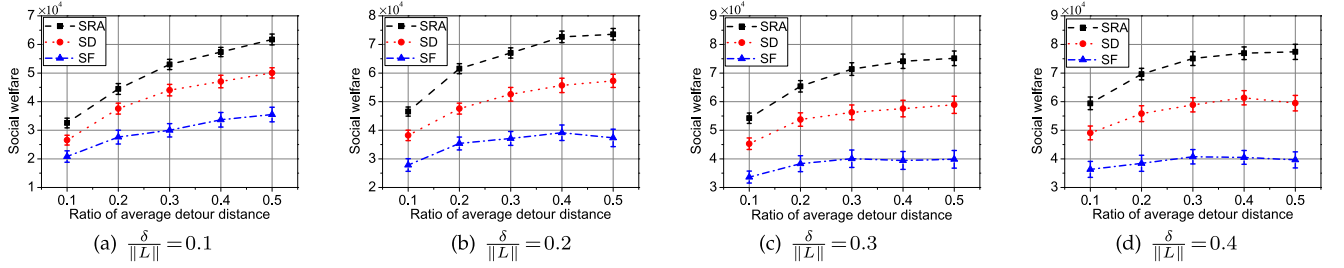 ×10⁴
7
6
5
4
3
2
1
SRA
SD
SF
Social welfare
0.1 0.2 0.3 0.4 0.5
Ratio of average detour distance
(a) δ/‖L‖ = 0.1
×10⁴
8
7
6
5
4
3
2
SRA
SD
SF
Social welfare
0.1 0.2 0.3 0.4 0.5
Ratio of average detour distance
(b) δ/‖L‖ = 0.2
×10⁴
9
8
7
6
5
4
3
SRA
SD
SF
Social welfare
0.1 0.2 0.3 0.4 0.5
Ratio of average detour distance
(c) δ/‖L‖ = 0.3
×10⁴
9
8
7
6
5
4
3
SRA
SD
SF
Social welfare
0.1 0.2 0.3 0.4 0.5
Ratio of average detour distance
(d) δ/‖L‖ = 0.4